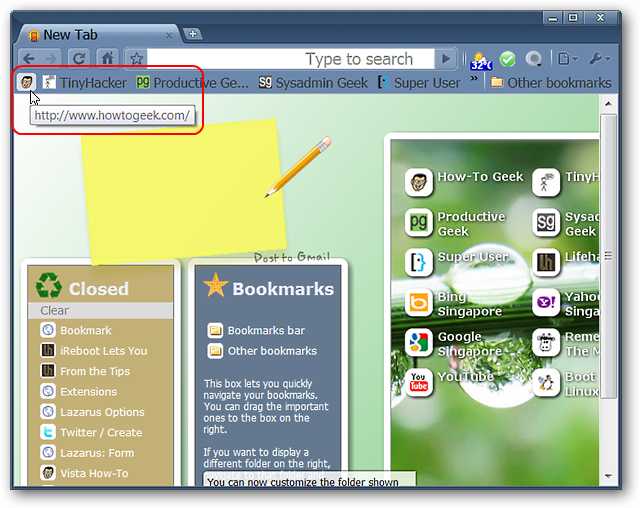 New Tab
Type to search
32°
TinyHacker
Productive Ge...
Sysadmin Geek
Super User
»
Other bookmarks
http://www.howtogeek.com/
Post to Gmail
Closed
Clear
Bookmark
iReboot Lets You
From the Tips
Extensions
Lazarus Options
Twitter / Create
Lazarus: Form
Vista How-To
Bookmarks
Bookmarks bar
Other bookmarks
This box lets you quickly
navigate your bookmarks.
You can drag the important
ones to the box on the
right.
If you want to display a
different folder on the right,
You can now customize the folder shown
How-To Geek
TinyH
pg
Productive
Geek
Sg
Sysad
Geek
Super User
lh
Lifeha
Bing
Singapore
Y!
Yahoo
Singa
Google
Singapore
Reme
The M
You
Tube
YouTube
Boot
Linux